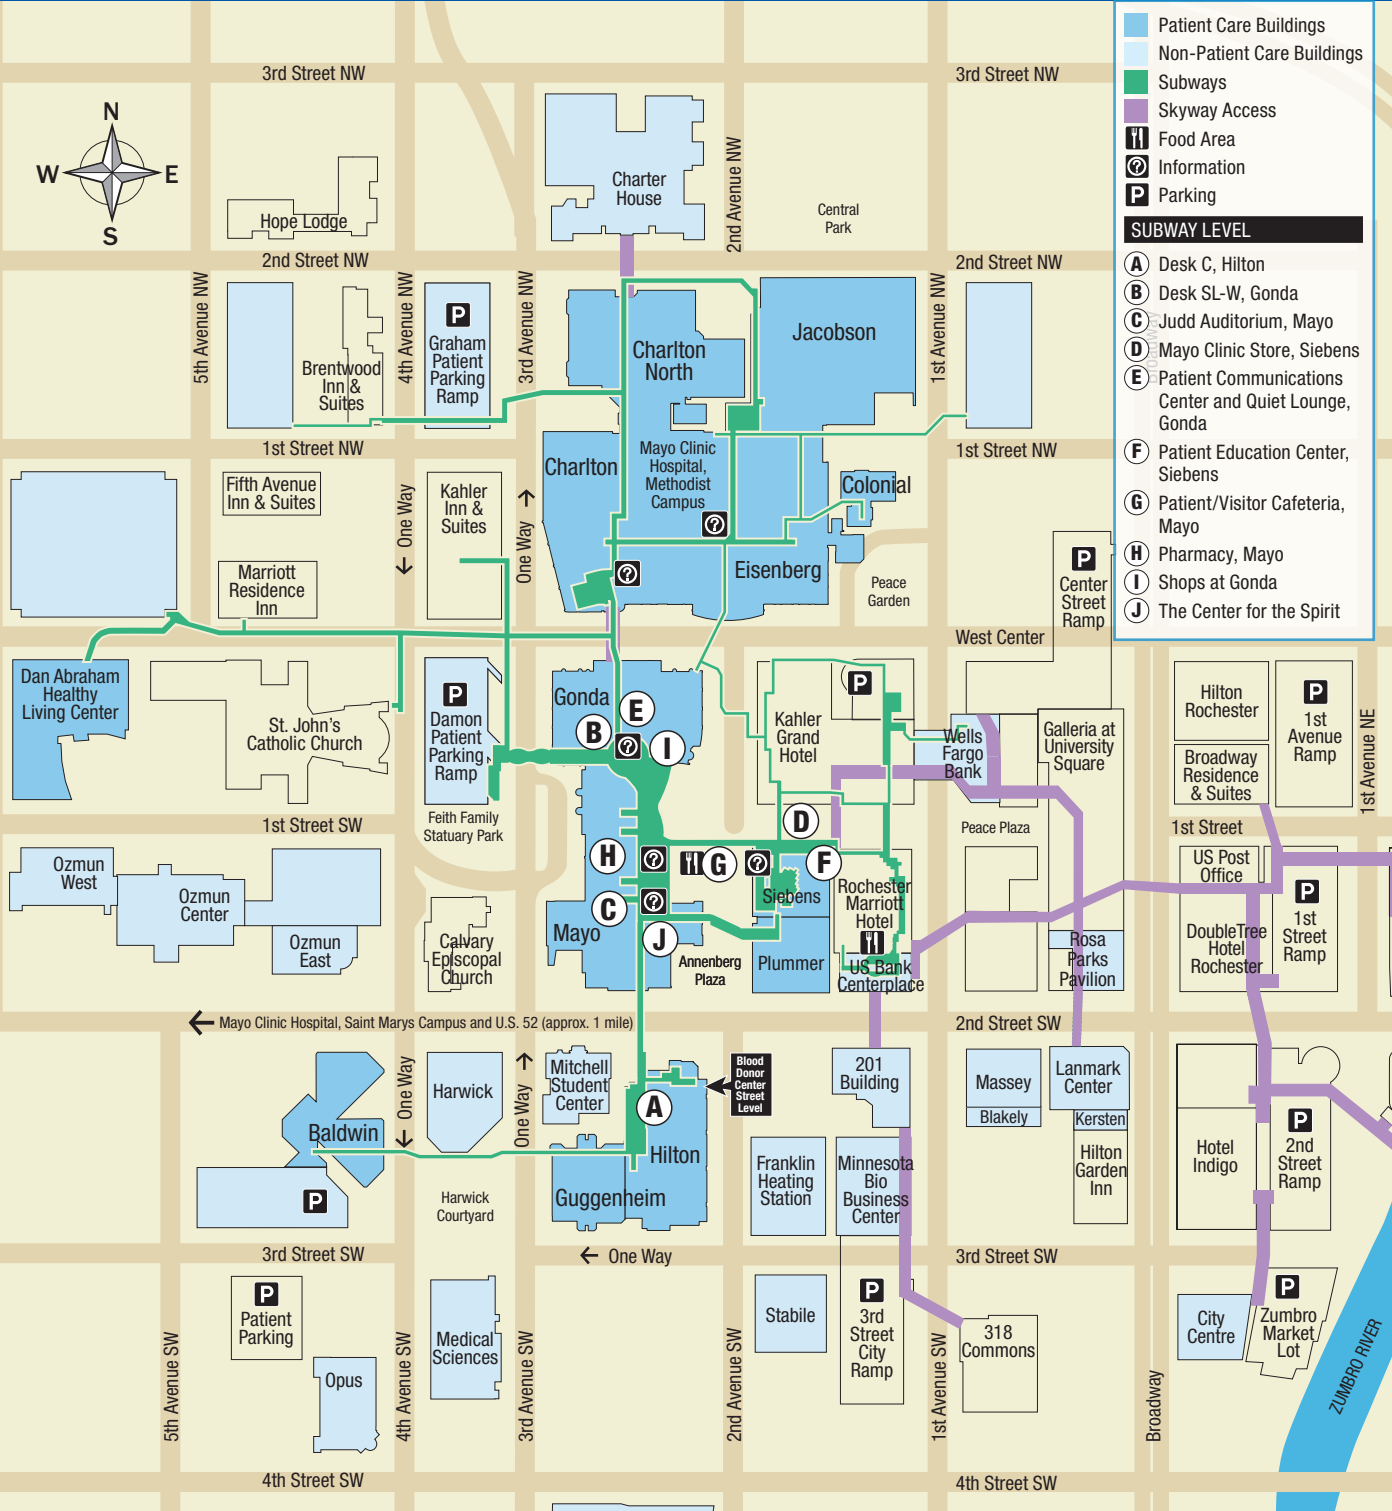 Patient Care Buildings
Non-Patient Care Buildings
Subways
Skyway Access
Food Area
Information
P Parking
SUBWAY LEVEL
A Desk C, Hilton
B Desk SL-W, Gonda
C Judd Auditorium, Mayo
D Mayo Clinic Store, Siebens
E Patient Communications
Center and Quiet Lounge,
Gonda
F Patient Education Center,
Siebens
G Patient/Visitor Cafeteria,
Mayo
H Pharmacy, Mayo
I Shops at Gonda
J The Center for the Spirit
Broadway
3rd Street NW
3rd Street NW
N
W E
S
Charter
House
2nd Avenue NW
Central
Park
Hope Lodge
2nd Street NW
2nd Street NW
5th Avenue NW
4th Avenue NW
3rd Avenue NW
1st Avenue NW
P
Graham
Patient
Parking
Ramp
Brentwood
Inn &
Suites
Charlton
North
Jacobson
1st Street NW
1st Street NW
Charlton
Mayo Clinic
Hospital,
Methodist
Campus
Colonial
Fifth Avenue
Inn & Suites
One Way
Kahler
Inn &
Suites
One Way
Marriott
Residence
Inn
Eisenberg
Peace
Garden
P
Center
Street
Ramp
West Center
Dan Abraham
Healthy
Living Center
St. John's
Catholic Church
P
Damon
Patient
Parking
Ramp
Gonda
E
B
I
P
Kahler
Grand
Hotel
Wells
Fargo
Bank
Galleria at
University
Square
Hilton
Rochester
P
1st
Avenue
Ramp
1st Avenue NE
Broadway
Residence
& Suites
Feith Family
Statuary Park
1st Street SW
D
Peace Plaza
1st Street
Ozmun
West
Ozmun
Center
Ozmun
East
H
G
F
C
J
Siebens
Rochester
Marriott
Hotel
US Post
Office
P
1st
Street
Ramp
DoubleTree
Hotel
Rochester
Calvary
Episcopal
Church
Mayo
Annenberg
Plaza
Plummer
US Bank
Centerplace
Rosa
Parks
Pavilion
Mayo Clinic Hospital, Saint Marys Campus and U.S. 52 (approx. 1 mile)
2nd Street SW
One Way
Harwick
One Way
Mitchell
Student
Center
Blood
Donor
Center
Street
Level
201
Building
Massey
Blakely
Lanmark
Center
Kersten
Baldwin
A
Hilton
Hilton
Garden
Inn
Hotel
Indigo
P
2nd
Street
Ramp
P
Harwick
Courtyard
Guggenheim
Franklin
Heating
Station
Minnesota
Bio
Business
Center
3rd Street SW
One Way
3rd Street SW
P
Patient
Parking
Opus
Medical
Sciences
Stabile
P
3rd
Street
City
Ramp
318
Commons
City
Centre
P
Zumbro
Market
Lot
ZUMBRO RIVER
5th Avenue SW
4th Avenue SW
3rd Avenue SW
2nd Avenue SW
1st Avenue SW
Broadway
4th Street SW
4th Street SW